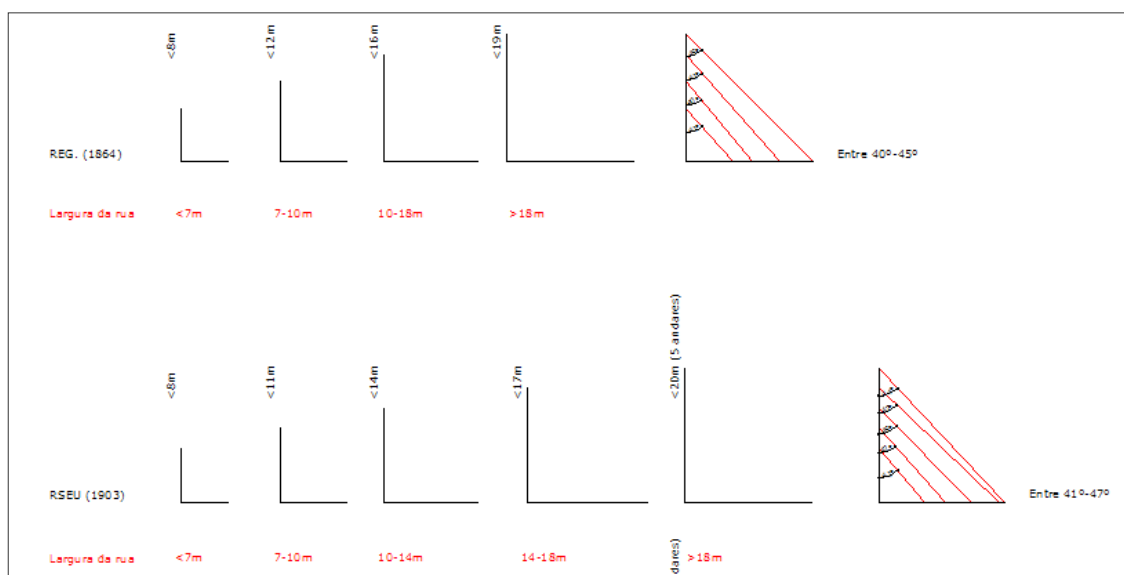 <8m
<12m
<16m
<19m
REG. (1864)
Entre 40º-45º
Largura da rua
<7m
7-10m
10-18m
>18m
<8m
<11m
<14m
<17m
<20m (5 andares)
RSEU (1903)
Entre 41º-47º
Largura da rua
<7m
7-10m
10-14m
14-18m
dares)
>18m